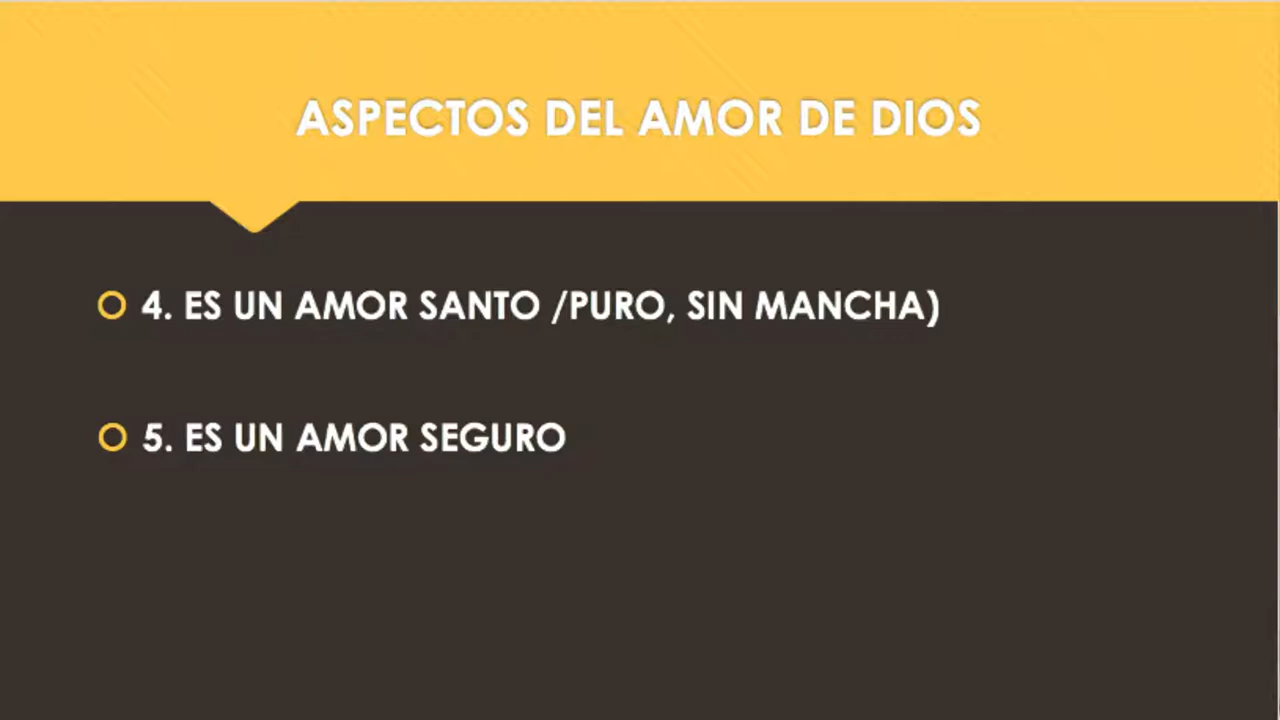 ASPECTOS DEL AMOR DE DIOS
4. ES UN AMOR SANTO /PURO, SIN MANCHA)
5. ES UN AMOR SEGURO